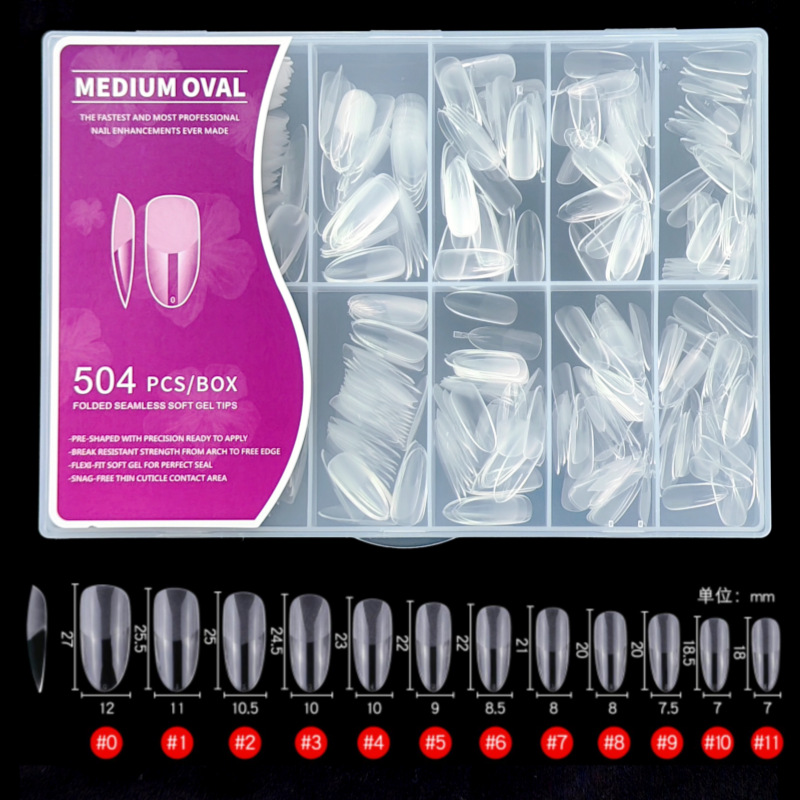 MEDIUM OVAL
THE FASTEST AND MOST PROFESSIONAL
NAIL ENHANCEMENTS EVER MADE
0
504 PCS/BOX
FOLDED SEAMLESS SOFT GEL TIPS
-PRE-SHAPED WITH PRECISION READY TO APPLY
-BREAK RESISTANT STRENGTH FROM ARCH TO FREE EDGE
-FLEXI-FIT SOFT GEL FOR PERFECT SEAL
-SNAG-FREE THIN CUTICLE CONTACT AREA
单位：mm
27 25.5 25 24.5 23 22 22 21 20 20 18.5 18
12 11 10.5 10 10 9 8.5 8 8 7.5 7 7
#0 #1 #2 #3 #4 #5 #6 #7 #8 #9 #10 #11